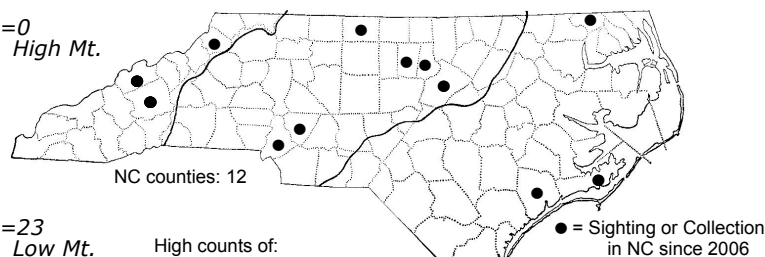 =0
High Mt.
NC counties: 12
=23
Low Mt.
High counts of:
● = Sighting or Collection
in NC since 2006